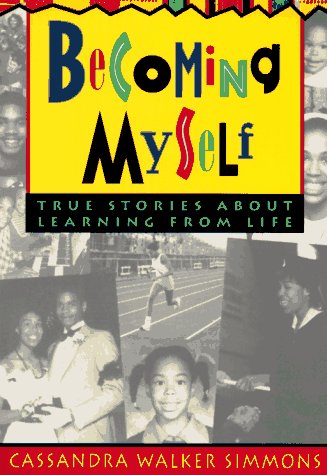 BeCoMiNg
MySelf
TRUE STORIES ABOUT
LEARNING FROM LIFE
CASSANDRA WALKER SIMMONS